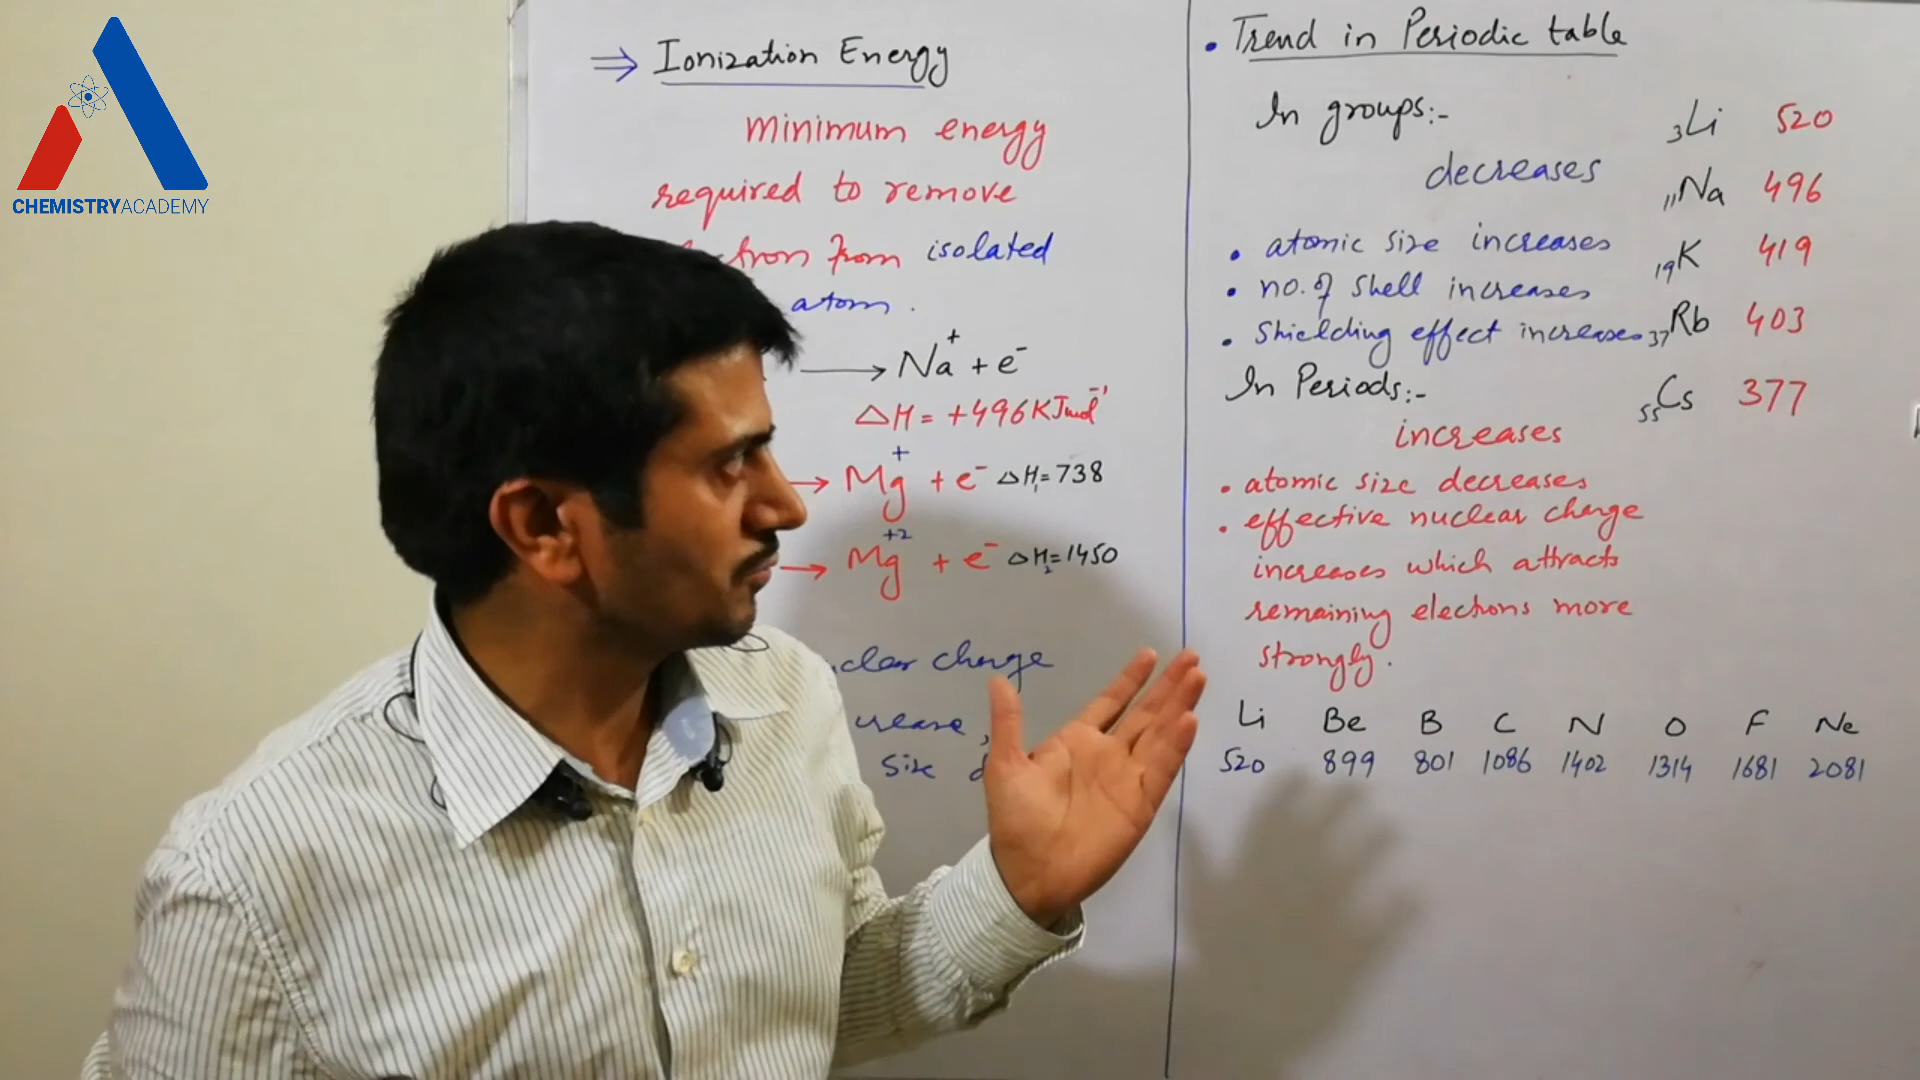 CHEMISTRYACADEMY
⇒ Ionization Energy
minimum energy
required to remove
from isolated
atom.
⟶ Na⁺ + e⁻
ΔH = +496KJmol⁻¹
→ Mg⁺ + e⁻ ΔH₁=738
→ Mg⁺² + e⁻ ΔH₂=1450
charge
,
size
• Trend in Periodic table
In groups:-
decreases
• atomic size increases
• no. of shell increases
• Shielding effect increases
₃Li 520
₁₁Na 496
₁₉K 419
₃₇Rb 403
₅₅Cs 377
In Periods:-
increases
• atomic size decreases
• effective nuclear charge
increases which attracts
remaining electrons more
strongly.
Li Be B C N O F Ne
520 899 801 1086 1402 1314 1681 2081